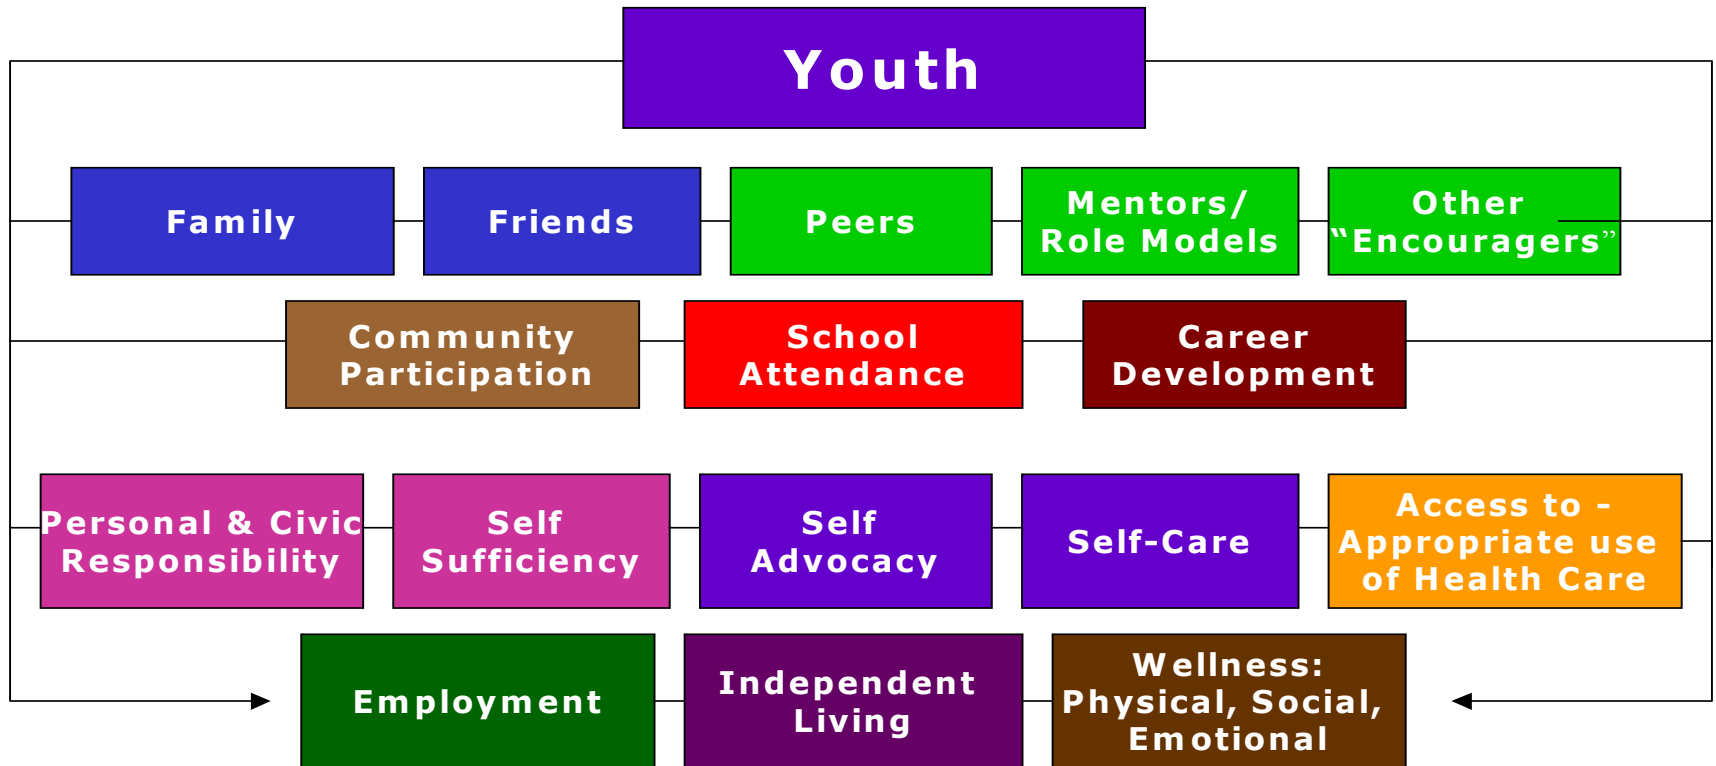 Youth
Family
Friends
Peers
Mentors/
Role Models
Other
“Encouragers”
Community
Participation
School
Attendance
Career
Development
Personal & Civic
Responsibility
Self
Sufficiency
Self
Advocacy
Self-Care
Access to -
Appropriate use
of Health Care
Employment
Independent
Living
Wellness:
Physical, Social,
Emotional